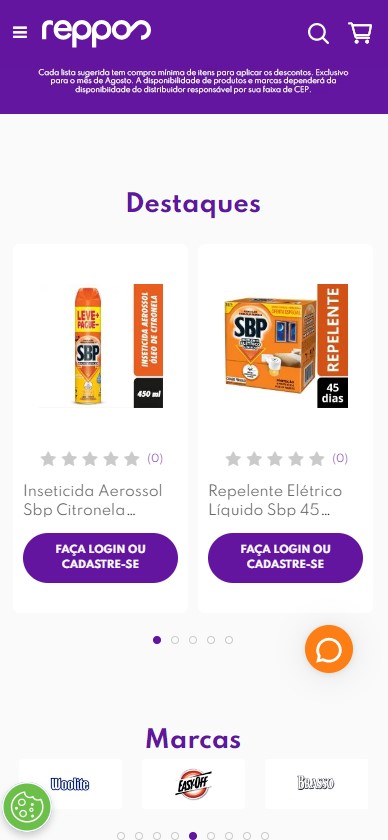 reppos
Cada lista sugerida tem compra mínima de itens para aplicar os descontos. Exclusivo
para o mês de Agosto. A disponibilidade de produtos e marcas dependerá da
disponibiidade do distribuidor responsável por sua faixa de CEP.
Destaques
LEVE+
PAGUE-
SBP
INSETICIDA AEROSSOL
ÓLEO DE CITRONELA
450 ml
SBP
REPELENTE
45
dias
(0)
(0)
Inseticida Aerossol
Sbp Citronela...
Repelente Elétrico
Líquido Sbp 45...
FAÇA LOGIN OU
CADASTRE-SE
FAÇA LOGIN OU
CADASTRE-SE
Marcas
Woolite
EASY-OFF
BRASSO